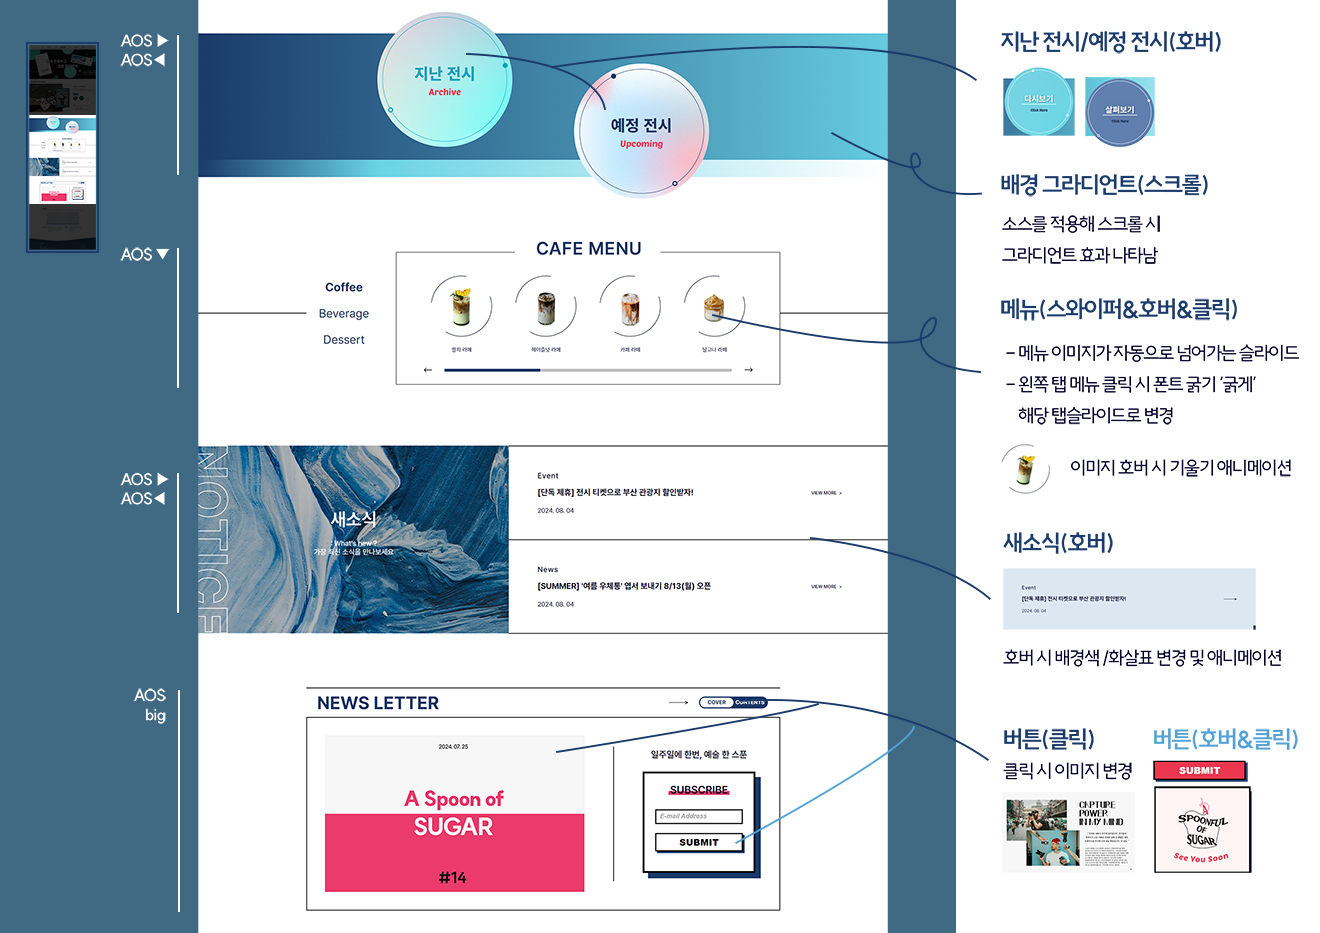 AOS ▶
AOS ◀
지난 전시
Archive
예정 전시
Upcoming
지난 전시/예정 전시(호버)
다시보기
Click Here
살펴보기
Click Here
배경 그라디언트(스크롤)
소스를 적용해 스크롤 시
그라디언트 효과 나타남
AOS ▼
CAFE MENU
Coffee
Beverage
Dessert
말차 라떼
헤이즐넛 라떼
커피 라떼
달고나 라떼
← →
메뉴(스와이퍼&호버&클릭)
– 메뉴 이미지가 자동으로 넘어가는 슬라이드
– 왼쪽 탭 메뉴 클릭 시 폰트 굵기 ‘굵게’
해당 탭슬라이드로 변경
이미지 호버 시 기울기 애니메이션
AOS ▶
AOS ◀
NOTICE
새소식
: What's new ?
가장 최신 소식을 만나보세요
Event
[단독 제휴] 전시 티켓으로 부산 관광지 할인받자!
2024. 08. 04
VIEW MORE >
News
[SUMMER] '여름 우체통' 엽서 보내기 8/13(월) 오픈
2024. 08. 04
VIEW MORE >
새소식(호버)
Event
[단독 제휴] 전시 티켓으로 부산 관광지 할인받자!
2024. 08. 04
호버 시 배경색 /화살표 변경 및 애니메이션
AOS
big
NEWS LETTER
COVER CONTENTS
2024. 07. 25
A Spoon of
SUGAR
#14
일주일에 한번, 예술 한 스푼
SUBSCRIBE
E-mail Address
SUBMIT
버튼(클릭)
클릭 시 이미지 변경
CAPTURE
POWER
IN MY MIND
버튼(호버&클릭)
SUBMIT
A
SPOONFUL
OF
SUGAR
See You Soon